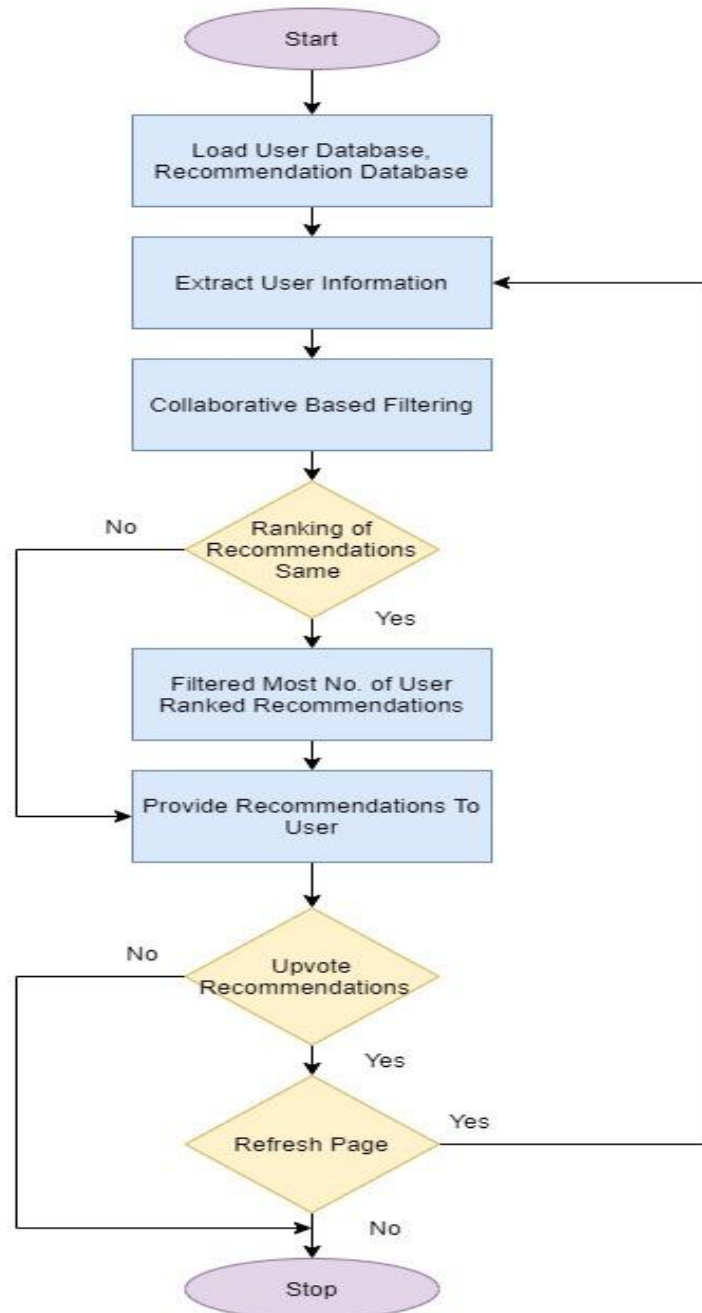 Start
Load User Database,
Recommendation Database
Extract User Information
Collaborative Based Filtering
No
Ranking of
Recommendations
Same
Yes
Filtered Most No. of User
Ranked Recommendations
Provide Recommendations To
User
No
Upvote
Recommendations
Yes
Refresh Page
Yes
No
Stop